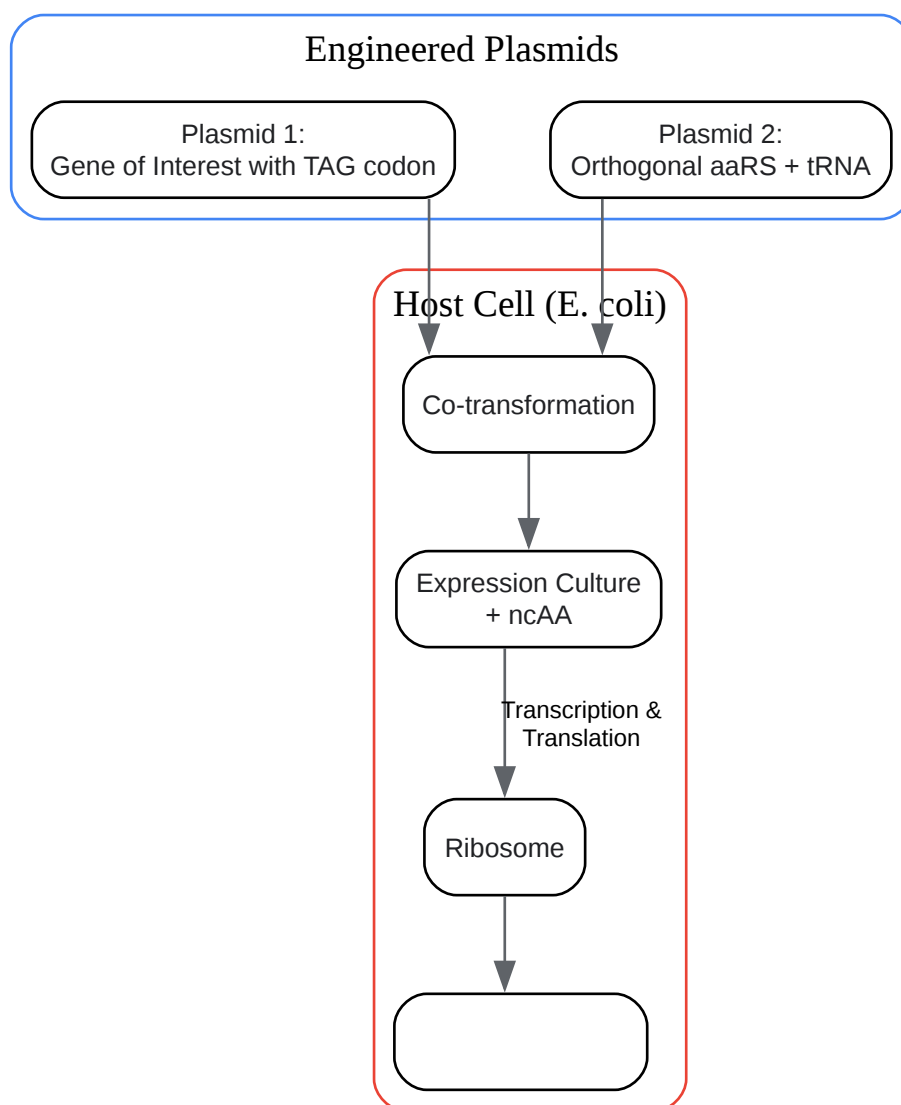 Engineered Plasmids
Plasmid 1:
Gene of Interest with TAG codon
Plasmid 2:
Orthogonal aaRS + tRNA
Host Cell (E. coli)
Co-transformation
Expression Culture
+ ncAA
Transcription &
Translation
Ribosome